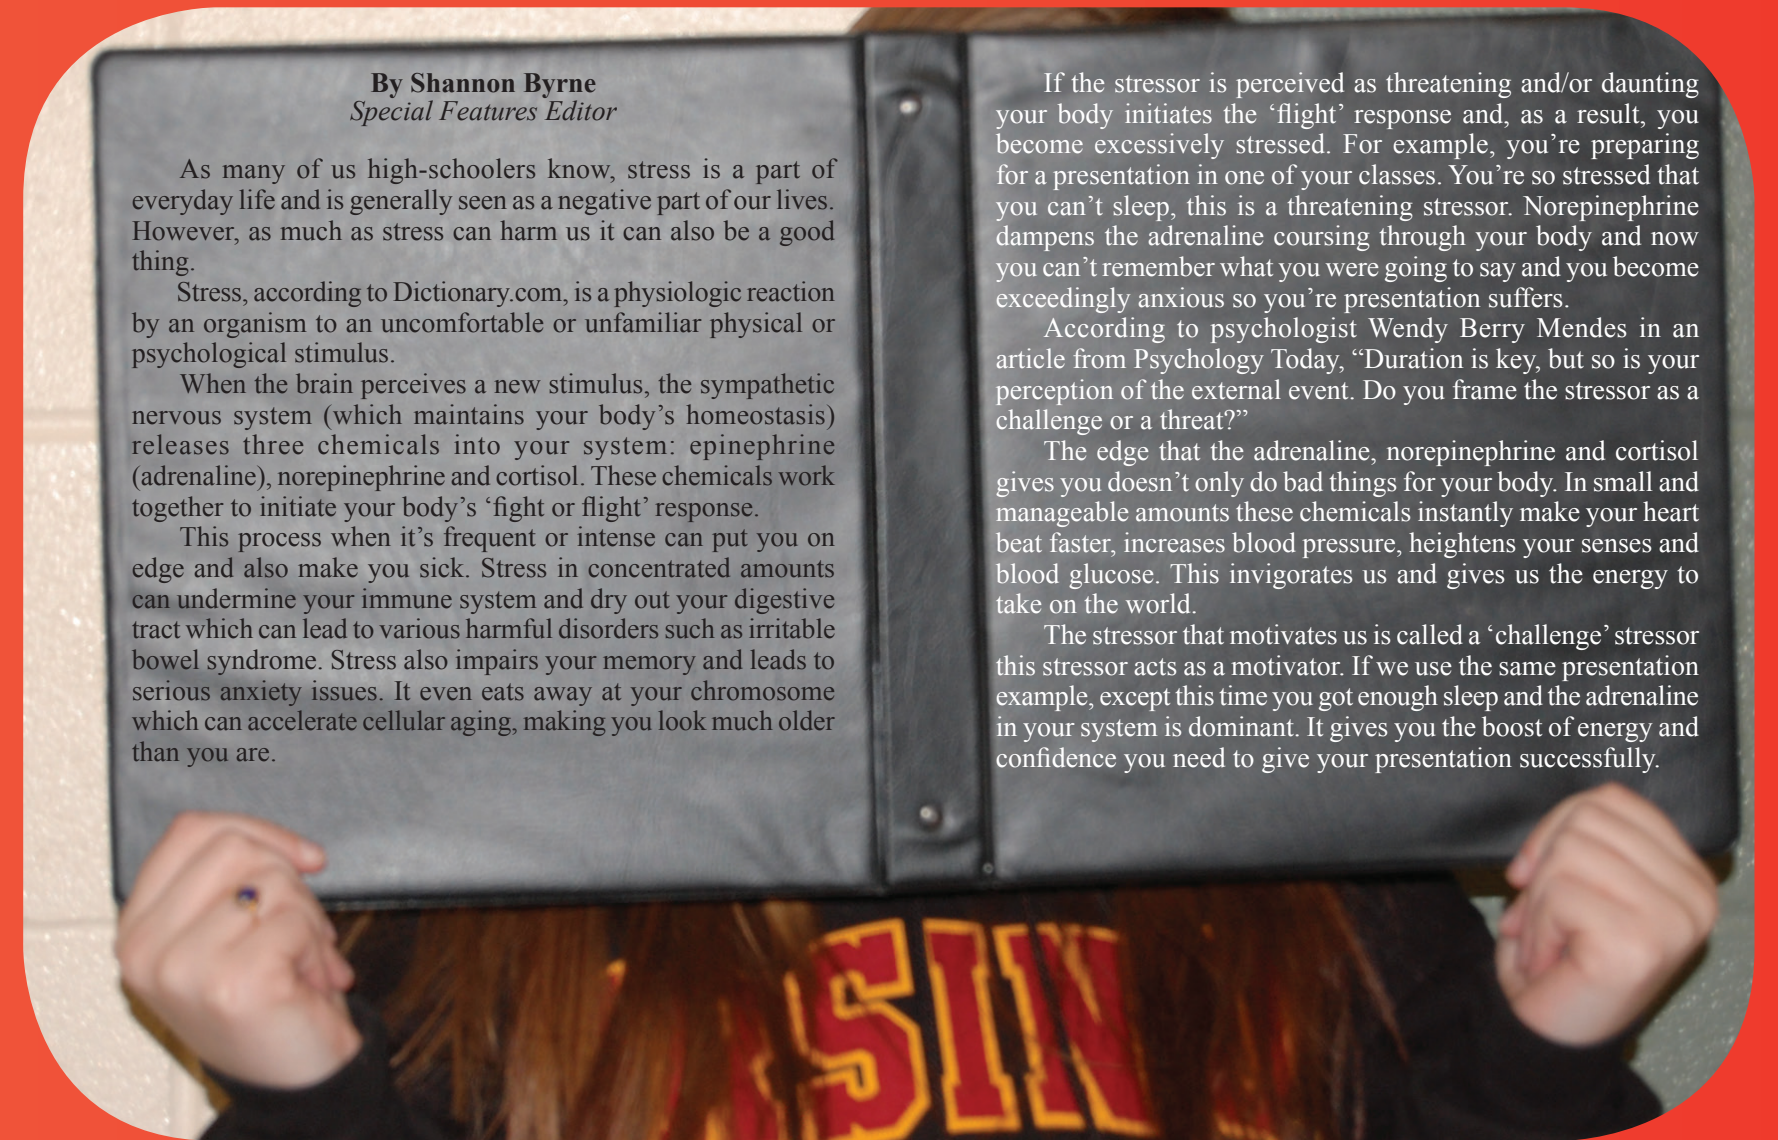 By Shannon Byrne
Special Features Editor
As many of us high-schoolers know, stress is a part of
everyday life and is generally seen as a negative part of our lives.
However, as much as stress can harm us it can also be a good
thing.
Stress, according to Dictionary.com, is a physiologic reaction
by an organism to an uncomfortable or unfamiliar physical or
psychological stimulus.
When the brain perceives a new stimulus, the sympathetic
nervous system (which maintains your body’s homeostasis)
releases three chemicals into your system: epinephrine
(adrenaline), norepinephrine and cortisol. These chemicals work
together to initiate your body’s ‘fight or flight’ response.
This process when it’s frequent or intense can put you on
edge and also make you sick. Stress in concentrated amounts
can undermine your immune system and dry out your digestive
tract which can lead to various harmful disorders such as irritable
bowel syndrome. Stress also impairs your memory and leads to
serious anxiety issues. It even eats away at your chromosome
which can accelerate cellular aging, making you look much older
than you are.
If the stressor is perceived as threatening and/or daunting
your body initiates the ‘flight’ response and, as a result, you
become excessively stressed. For example, you’re preparing
for a presentation in one of your classes. You’re so stressed that
you can’t sleep, this is a threatening stressor. Norepinephrine
dampens the adrenaline coursing through your body and now
you can’t remember what you were going to say and you become
exceedingly anxious so you’re presentation suffers.
According to psychologist Wendy Berry Mendes in an
article from Psychology Today, “Duration is key, but so is your
perception of the external event. Do you frame the stressor as a
challenge or a threat?”
The edge that the adrenaline, norepinephrine and cortisol
gives you doesn’t only do bad things for your body. In small and
manageable amounts these chemicals instantly make your heart
beat faster, increases blood pressure, heightens your senses and
blood glucose. This invigorates us and gives us the energy to
take on the world.
The stressor that motivates us is called a ‘challenge’ stressor
this stressor acts as a motivator. If we use the same presentation
example, except this time you got enough sleep and the adrenaline
in your system is dominant. It gives you the boost of energy and
confidence you need to give your presentation successfully.
SIN